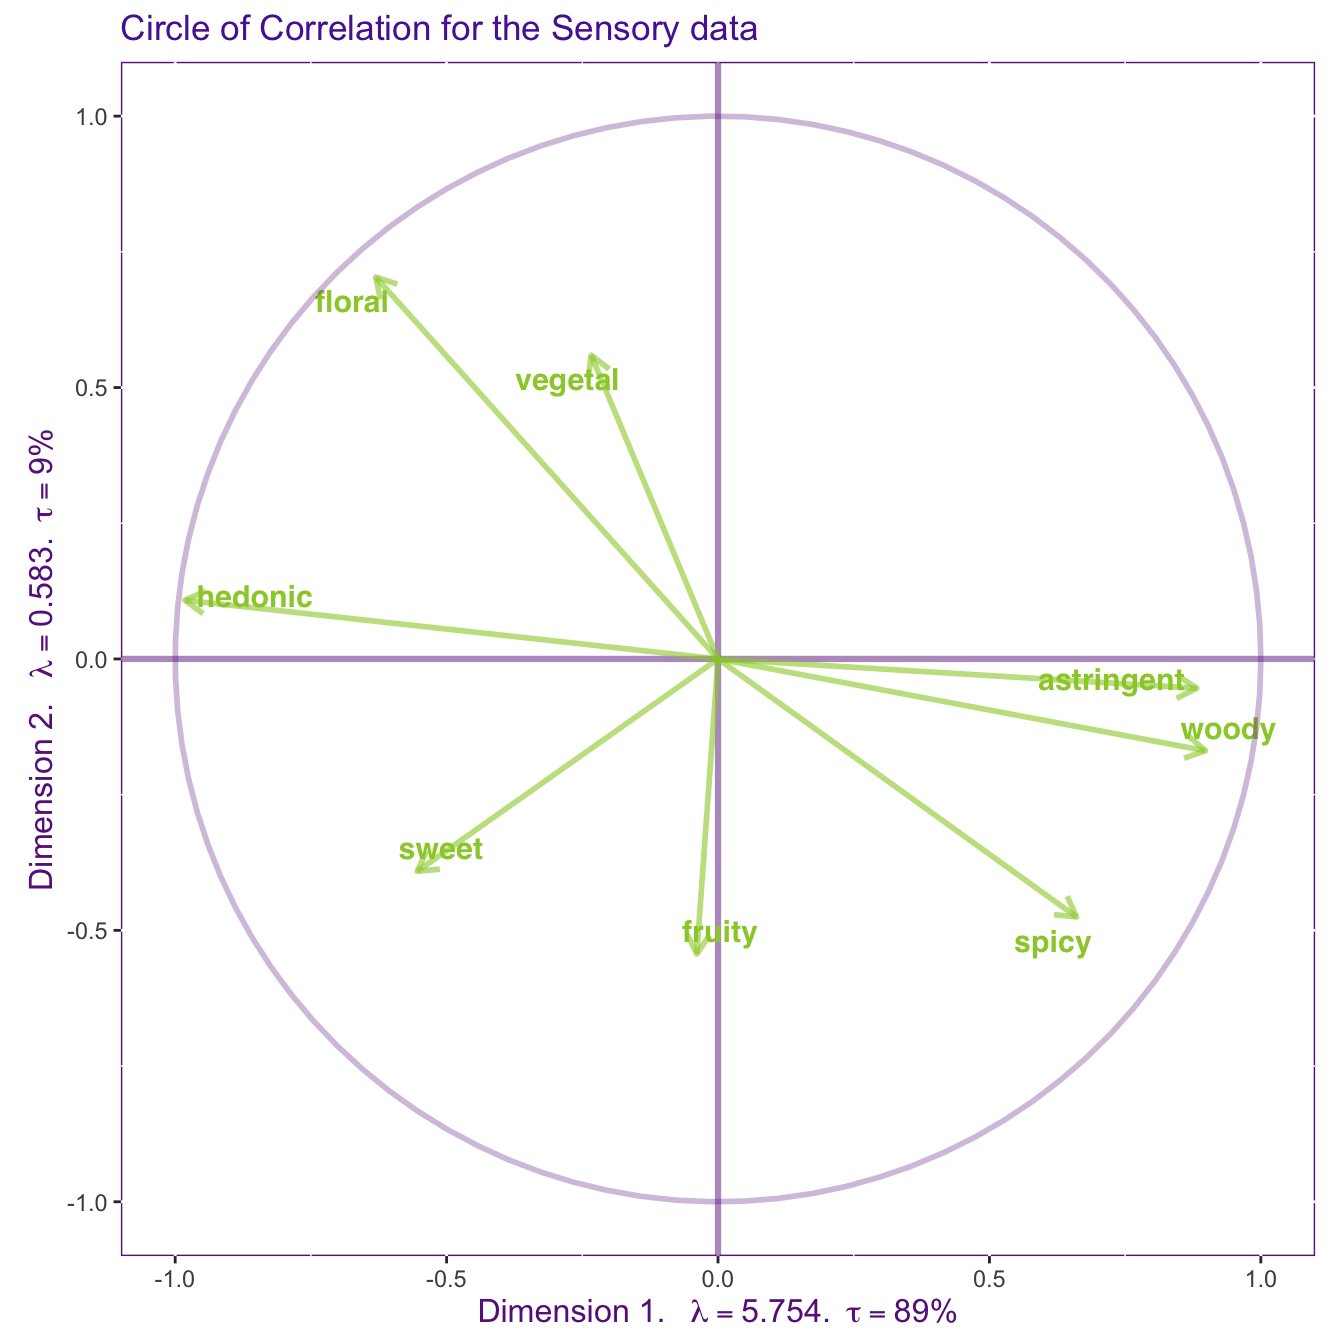 Circle of Correlation for the Sensory data
1.0
floral
vegetal
0.5
hedonic
0.0
astringent
woody
sweet
fruity
-0.5
spicy
-1.0
-1.0 -0.5 0.0 0.5 1.0
Dimension 1. λ = 5.754. τ = 89%
Dimension 2. λ = 0.583. τ = 9%